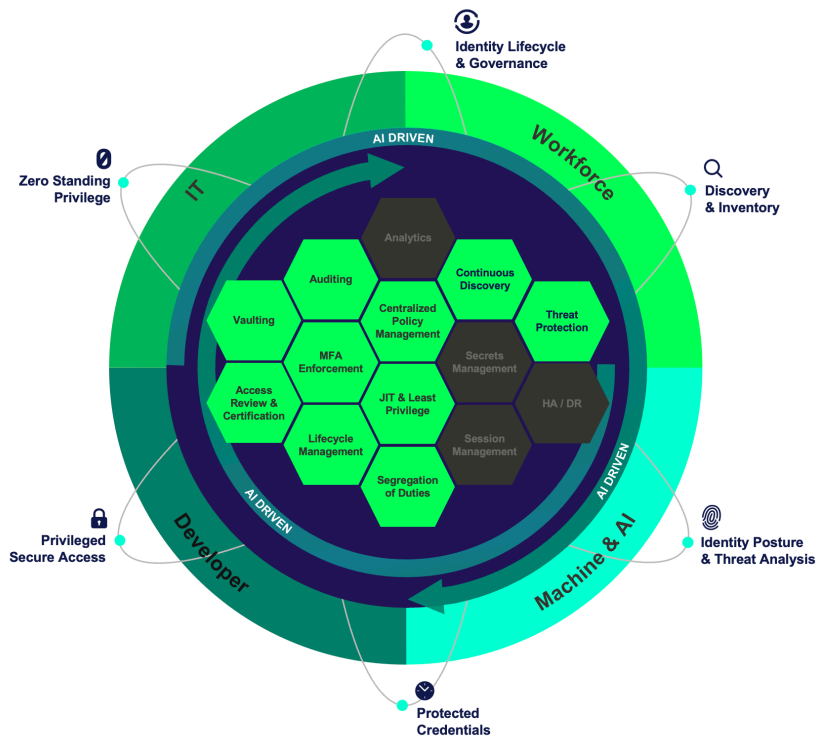 Identity Lifecycle
& Governance
AI DRIVEN
Workforce
IT
Zero Standing
Privilege
Discovery
& Inventory
Analytics
Auditing
Continuous
Discovery
Vaulting
Centralized
Policy
Management
Threat
Protection
MFA
Enforcement
Secrets
Management
Access
Review &
Certification
JIT & Least
Privilege
HA / DR
Lifecycle
Management
Session
Management
Segregation
of Duties
AI DRIVEN
AI DRIVEN
Developer
Machine & AI
Privileged
Secure Access
Identity Posture
& Threat Analysis
Protected
Credentials